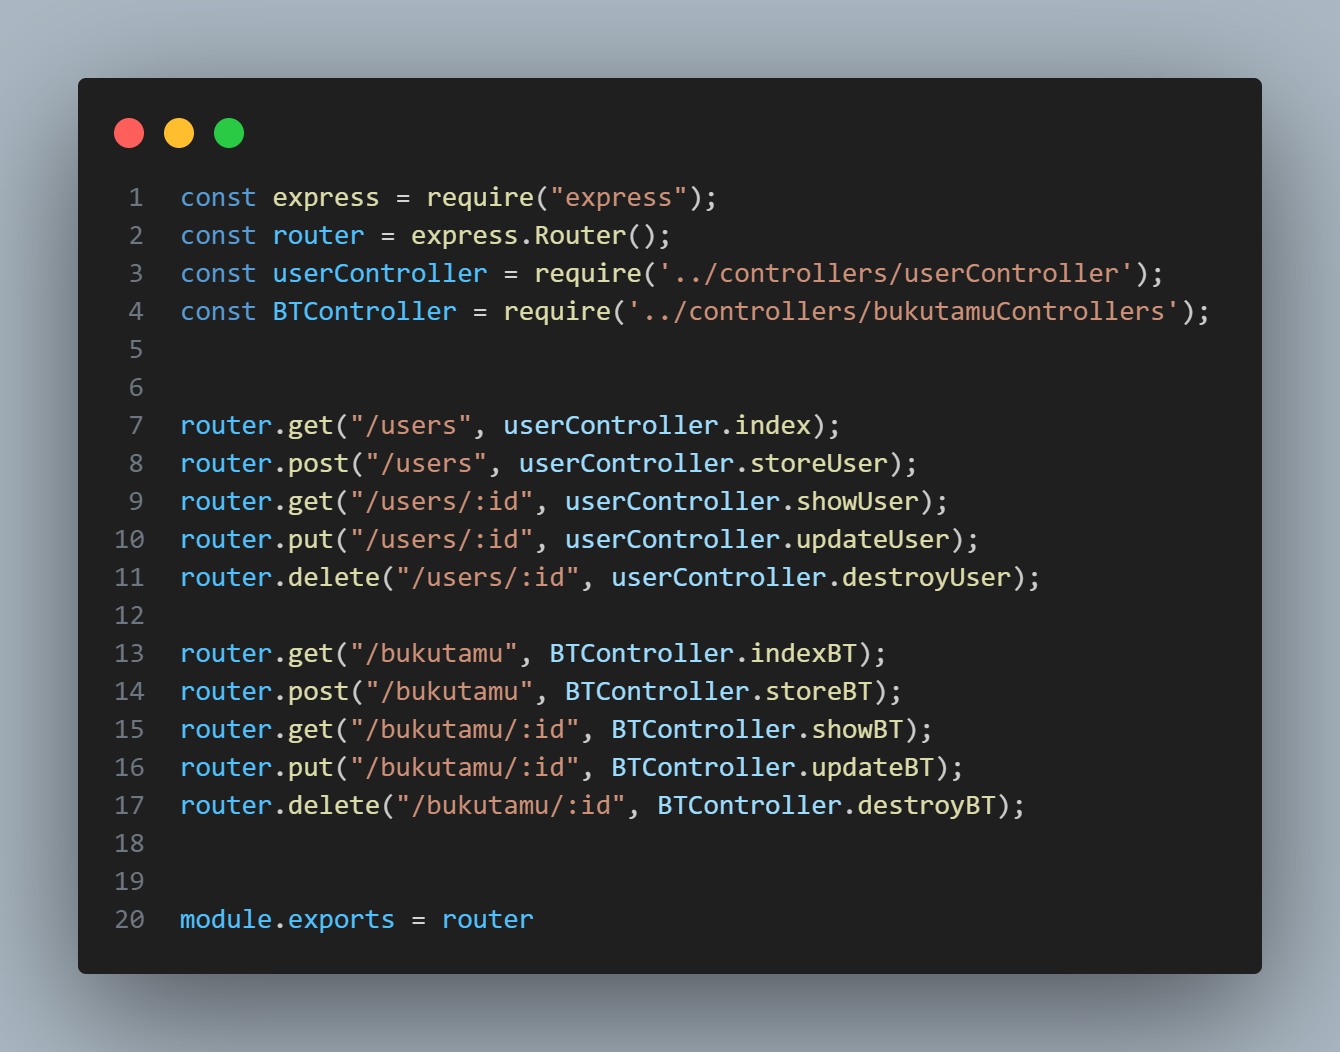 1 const express = require("express");
2 const router = express.Router();
3 const userController = require('../controllers/userController');
4 const BTController = require('../controllers/bukutamuControllers');
5
6
7 router.get("/users", userController.index);
8 router.post("/users", userController.storeUser);
9 router.get("/users/:id", userController.showUser);
10 router.put("/users/:id", userController.updateUser);
11 router.delete("/users/:id", userController.destroyUser);
12
13 router.get("/bukutamu", BTController.indexBT);
14 router.post("/bukutamu", BTController.storeBT);
15 router.get("/bukutamu/:id", BTController.showBT);
16 router.put("/bukutamu/:id", BTController.updateBT);
17 router.delete("/bukutamu/:id", BTController.destroyBT);
18
19
20 module.exports = router